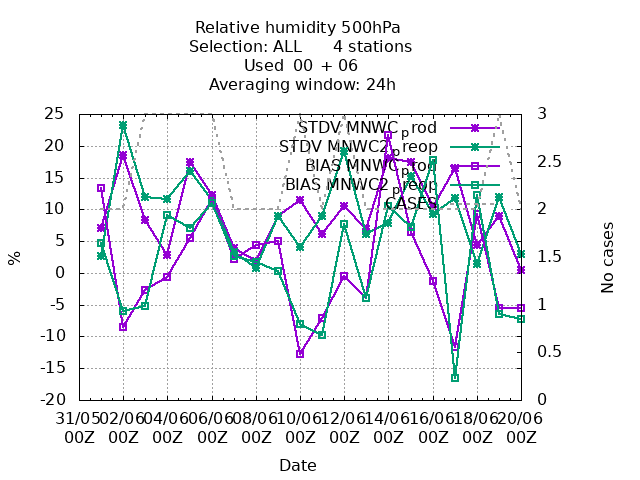 Relative humidity 500hPa
Selection: ALL 4 stations
Used 00 + 06
Averaging window: 24h
25 3
STDV MNWC_prod
20
STDV MNWC2_preop
2.5
BIAS MNWC_prod
15
BIAS MNWC2_preop
CASES
10 2
5
1.5
0
% No cases
-5 1
-10
0.5
-15
-20 0
31/05 02/06 04/06 06/06 08/06 10/06 12/06 14/06 16/06 18/06 20/06
00Z 00Z 00Z 00Z 00Z 00Z 00Z 00Z 00Z 00Z 00Z
Date